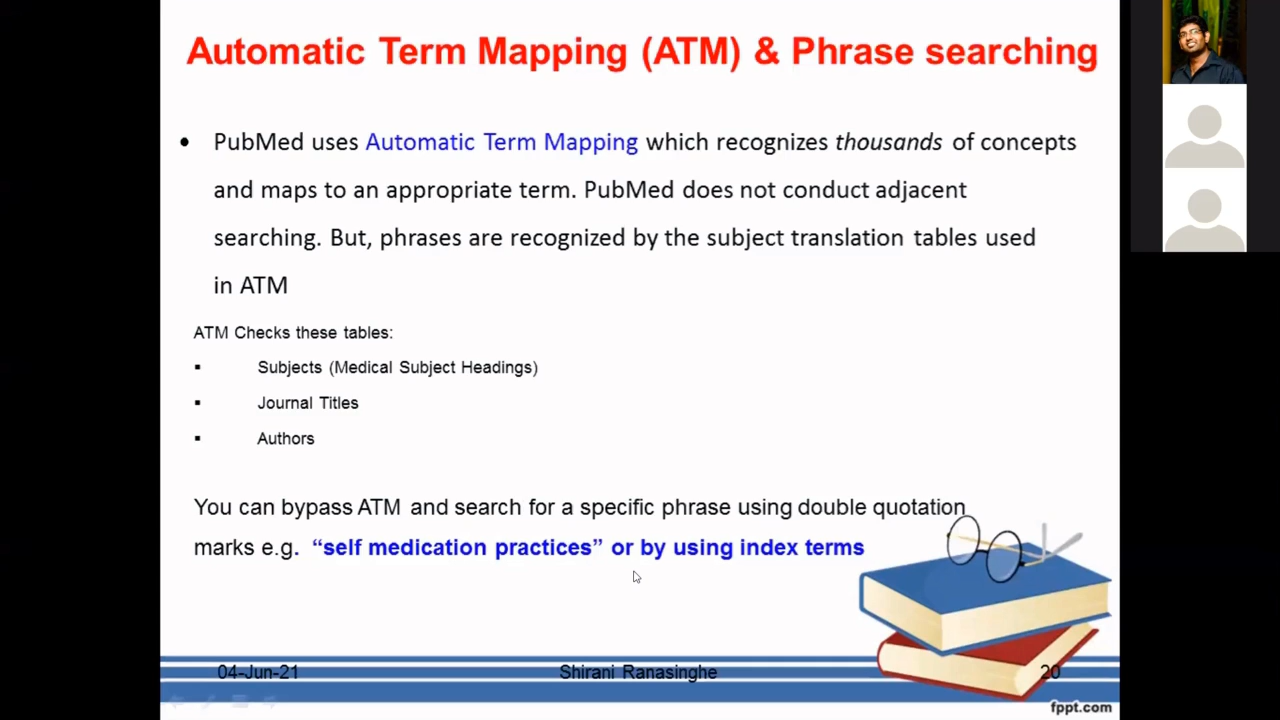 Automatic Term Mapping (ATM) & Phrase searching
• PubMed uses Automatic Term Mapping which recognizes thousands of concepts
and maps to an appropriate term. PubMed does not conduct adjacent
searching. But, phrases are recognized by the subject translation tables used
in ATM
ATM Checks these tables:
▪ Subjects (Medical Subject Headings)
▪ Journal Titles
▪ Authors
You can bypass ATM and search for a specific phrase using double quotation
marks e.g. “self medication practices” or by using index terms
04-Jun-21 Shirani Ranasinghe 20
fppt.com